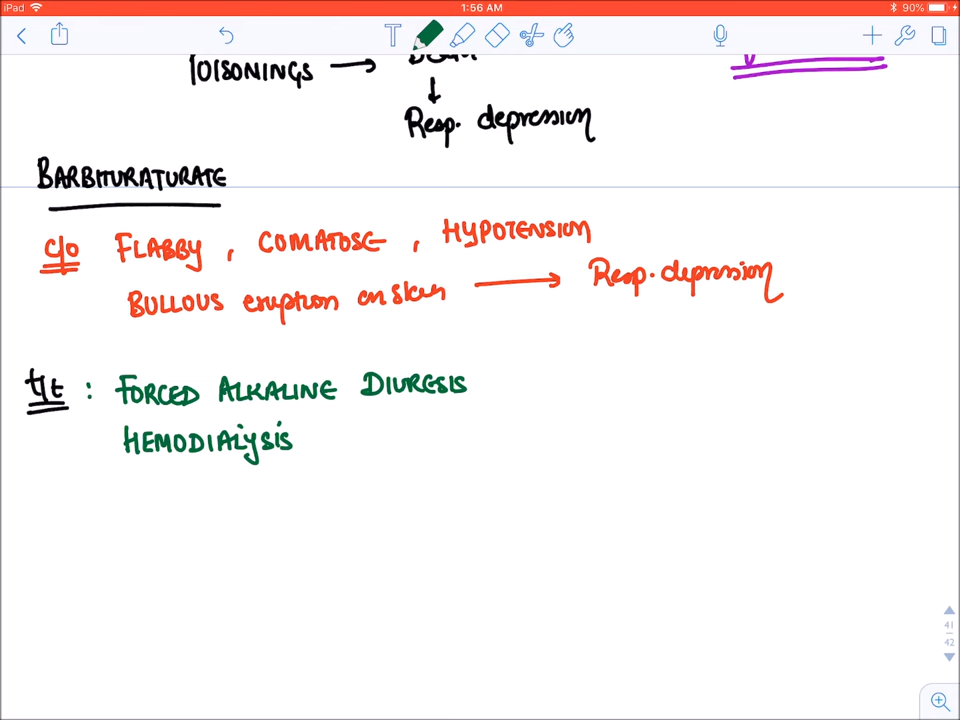 iPad 1:56 AM 90%
POISONINGS →
↓
Resp. depression
BARBITURATURATE
c/o FLABBY , COMATOSE , HYPOTENSION
BULLOUS eruption on skin → Resp. depression
t/t : FORCED ALKALINE DIURESIS
HEMODIALYSIS
41
42